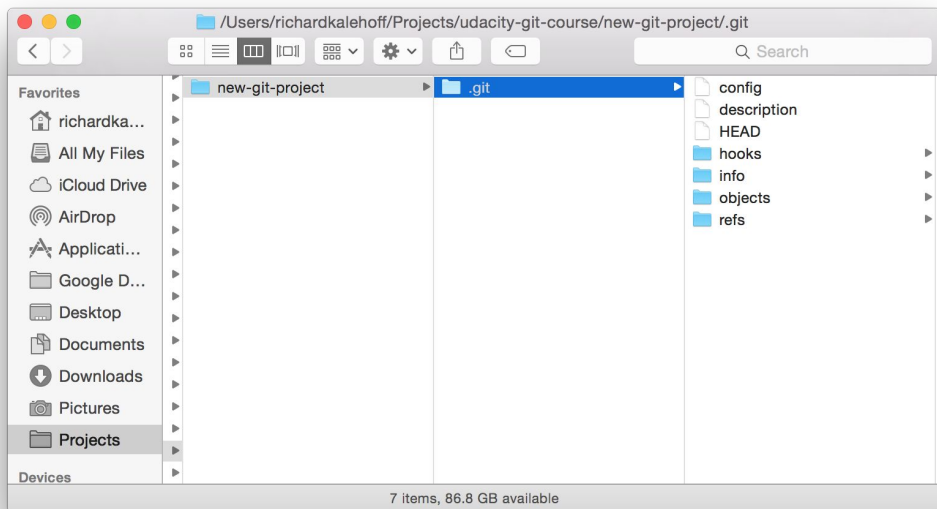 /Users/richardkalehoff/Projects/udacity-git-course/new-git-project/.git
Search
Favorites
richardka...
All My Files
iCloud Drive
AirDrop
Applicati...
Google D...
Desktop
Documents
Downloads
Pictures
Projects
Devices
new-git-project
.git
config
description
HEAD
hooks
info
objects
refs
7 items, 86.8 GB available